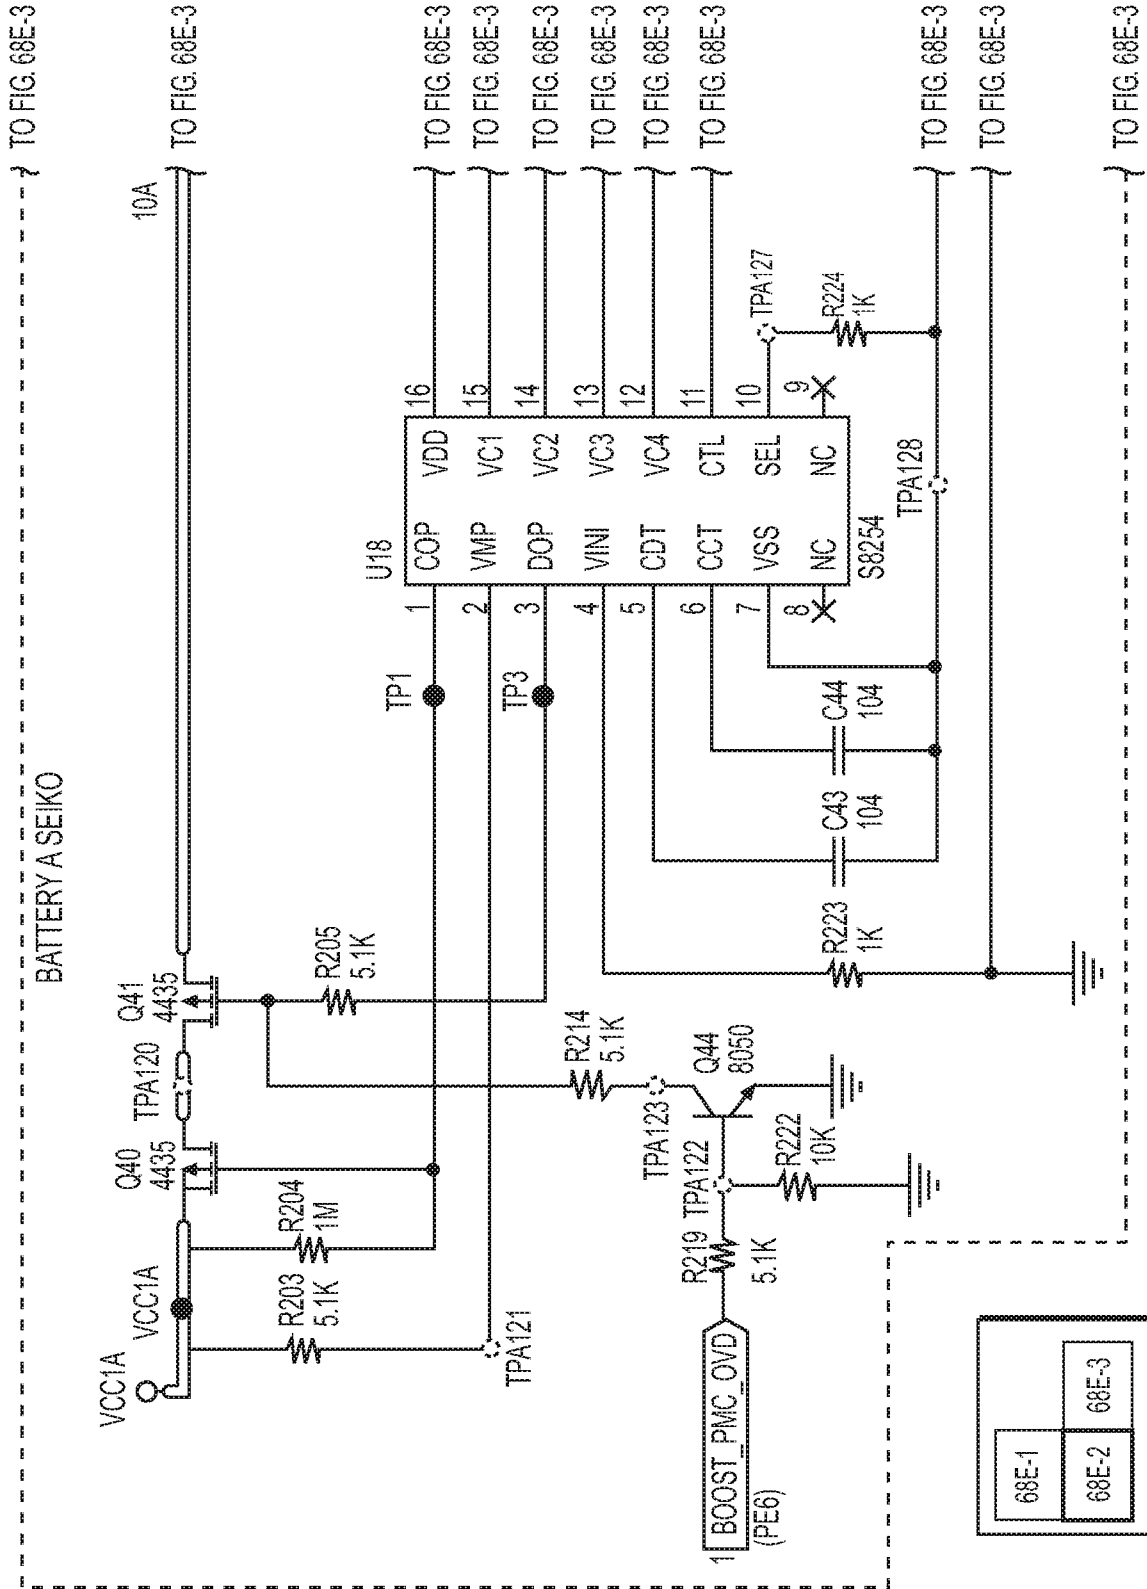 BATTERY A SEIKO
TO FIG. 68E-3
TO FIG. 68E-3
TO FIG. 68E-3
TO FIG. 68E-3
TO FIG. 68E-3
TO FIG. 68E-3
TO FIG. 68E-3
TO FIG. 68E-3
TO FIG. 68E-3
TO FIG. 68E-3
TO FIG. 68E-3
10A
VCC1A
VCC1A
Q40
4435
TPA120
Q41
4435
R203
5.1K
R204
1M
R205
5.1K
TPA121
TP1
TP3
U18
1 COP VDD 16
2 VMP VC1 15
3 DOP VC2 14
4 VINI VC3 13
5 CDT VC4 12
6 CCT CTL 11
7 VSS SEL 10
8 NC NC 9
S8254
TPA127
R224
1K
TPA128
R214
5.1K
TPA123
Q44
8050
TPA122
R219
5.1K
R222
10K
R223
1K
C43
104
C44
104
1 BOOST_PMC_OVD
(PE6)
68E-1
68E-2
68E-3